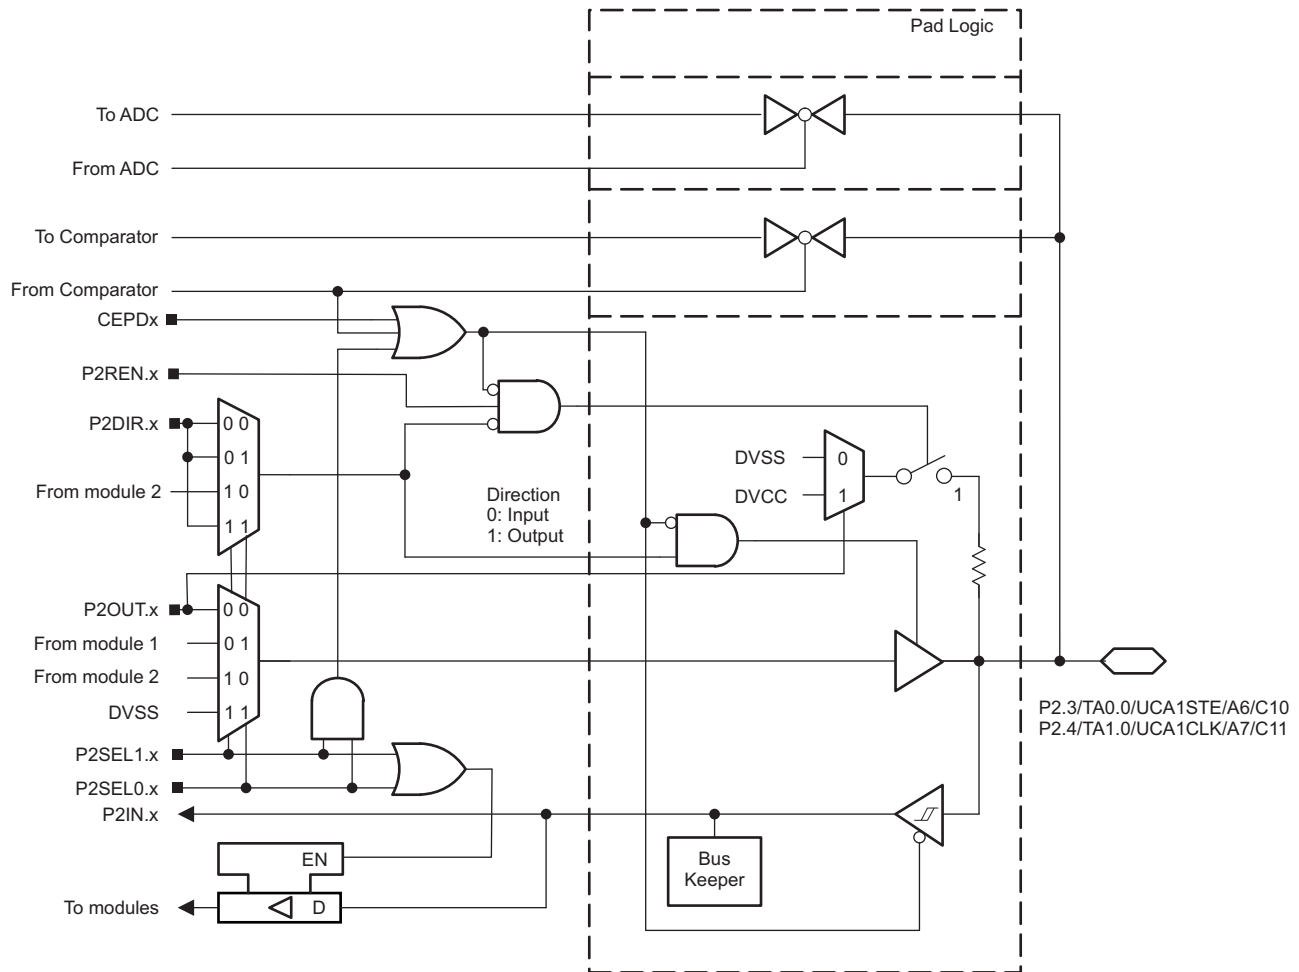 Pad Logic
To ADC
From ADC
To Comparator
From Comparator
CEPDx
P2REN.x
P2DIR.x
0 0
0 1
From module 2
1 0
1 1
Direction
0: Input
1: Output
DVSS
0
DVCC
1
1
P2OUT.x
0 0
From module 1
0 1
From module 2
1 0
DVSS
1 1
P2.3/TA0.0/UCA1STE/A6/C10
P2.4/TA1.0/UCA1CLK/A7/C11
P2SEL1.x
P2SEL0.x
P2IN.x
EN
Bus
Keeper
To modules
D